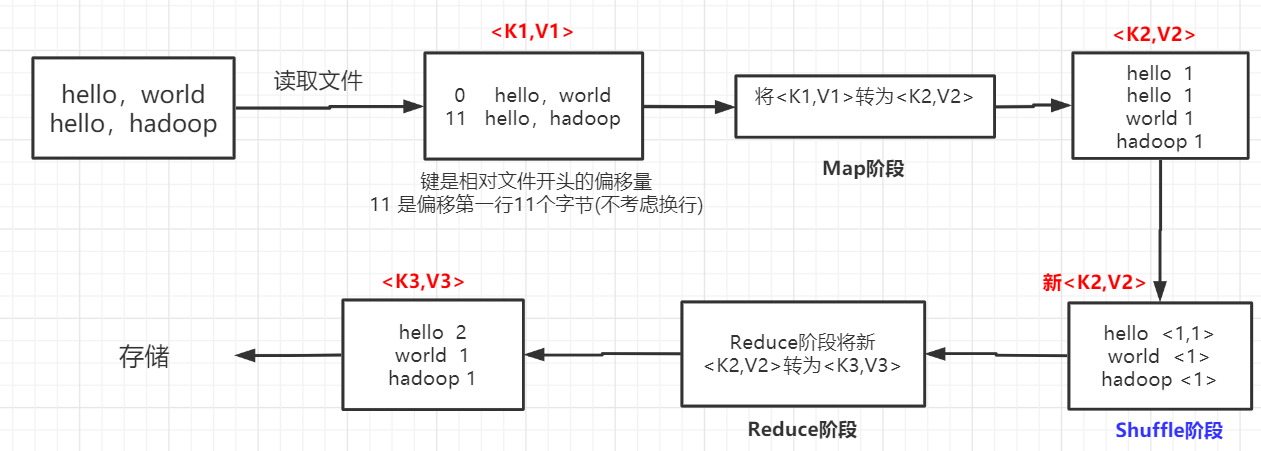 hello，world
hello，hadoop
读取文件
<K1,V1>
0 hello，world
11 hello，hadoop
键是相对文件开头的偏移量
11 是偏移第一行11个字节(不考虑换行)
将<K1,V1>转为<K2,V2>
Map阶段
<K2,V2>
hello 1
hello 1
world 1
hadoop 1
新<K2,V2>
hello <1,1>
world <1>
hadoop <1>
Shuffle阶段
Reduce阶段将新
<K2,V2>转为<K3,V3>
Reduce阶段
<K3,V3>
hello 2
world 1
hadoop 1
存储